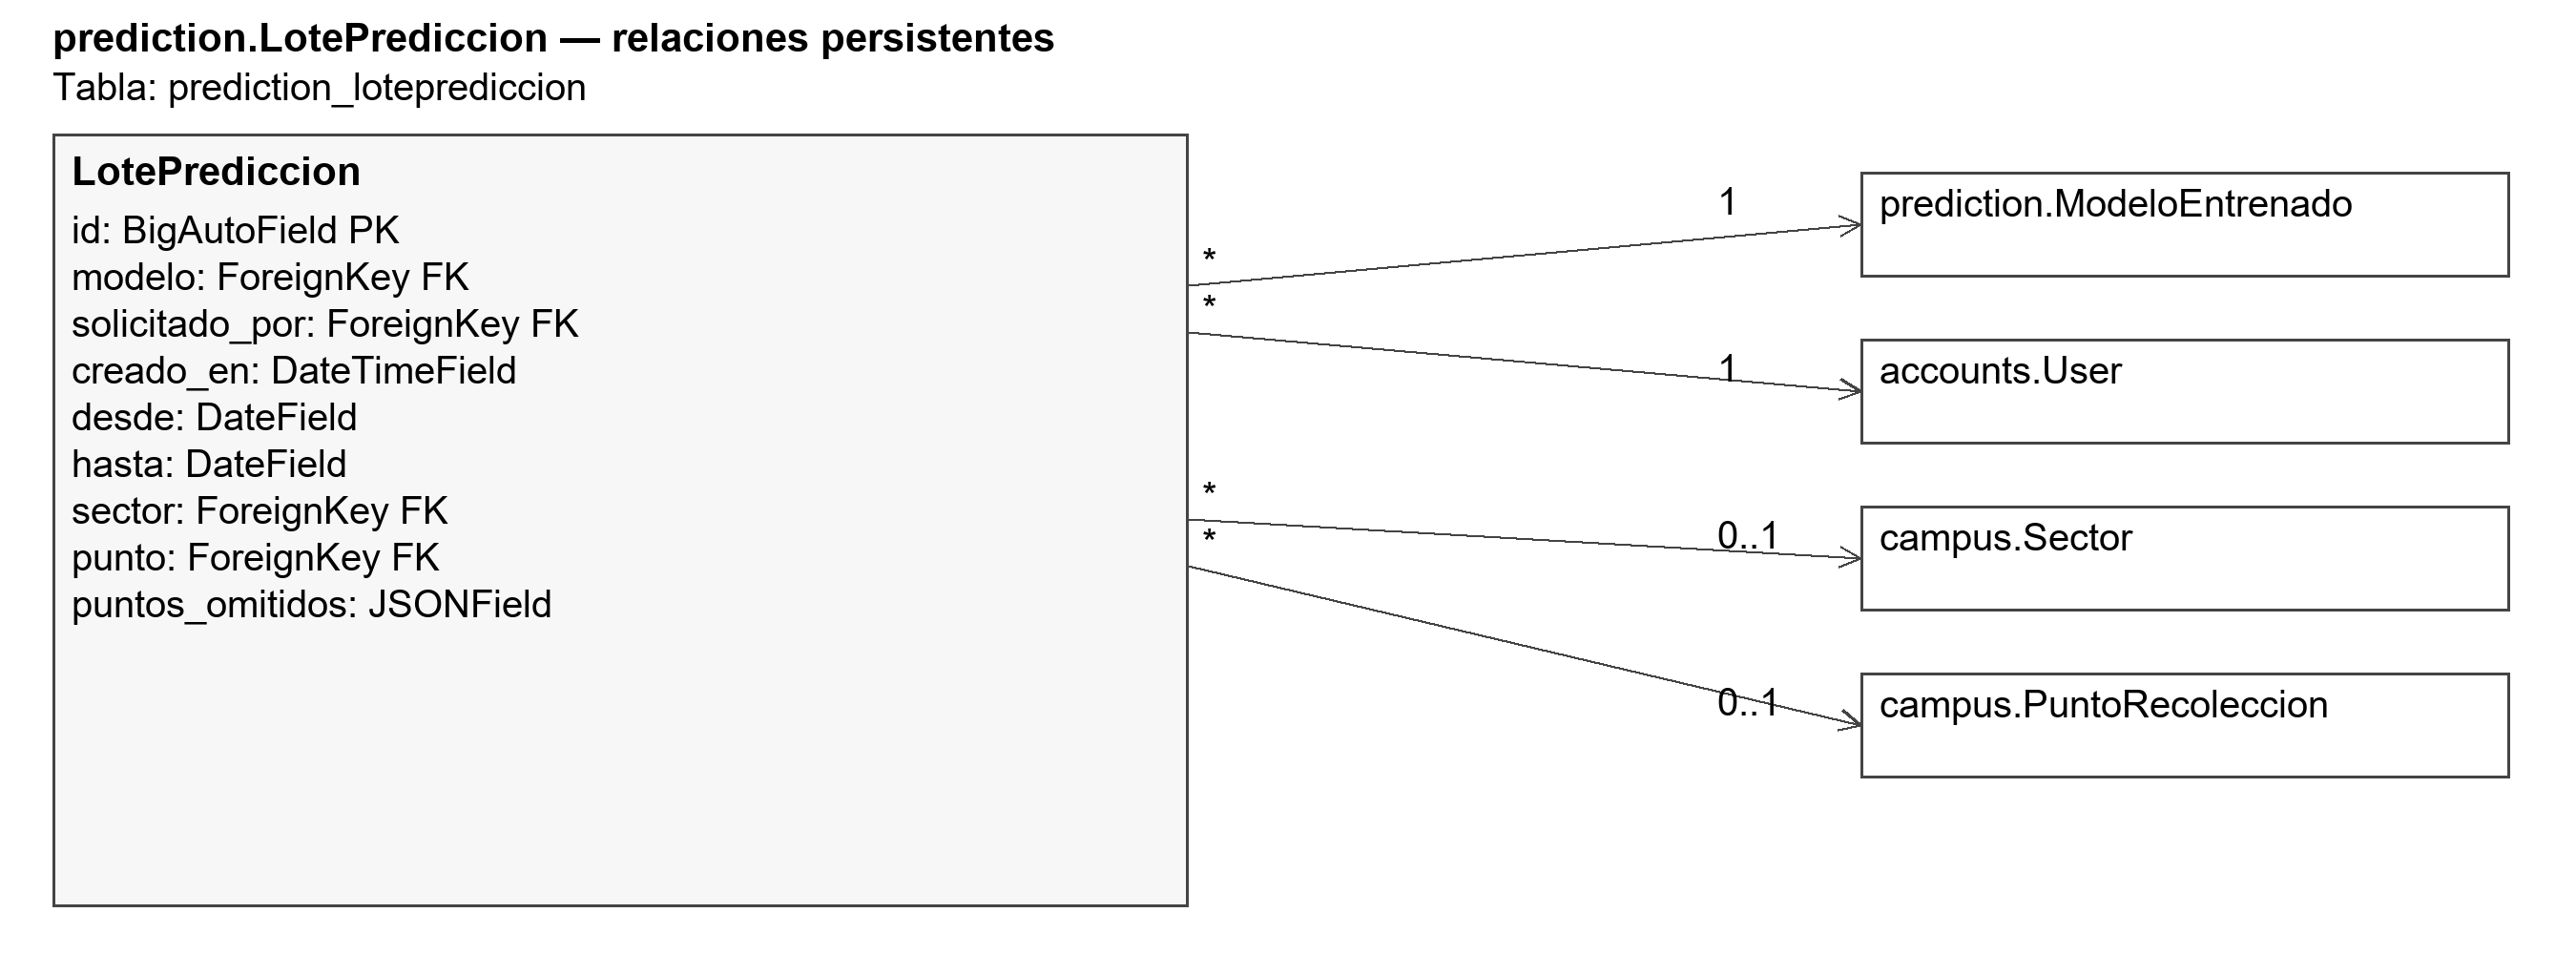 prediction.LotePrediccion — relaciones persistentes
Tabla: prediction_loteprediccion
LotePrediccion
id: BigAutoField PK
modelo: ForeignKey FK
solicitado_por: ForeignKey FK
creado_en: DateTimeField
desde: DateField
hasta: DateField
sector: ForeignKey FK
punto: ForeignKey FK
puntos_omitidos: JSONField
* 1
prediction.ModeloEntrenado
* 1
accounts.User
* 0..1
campus.Sector
* 0..1
campus.PuntoRecoleccion